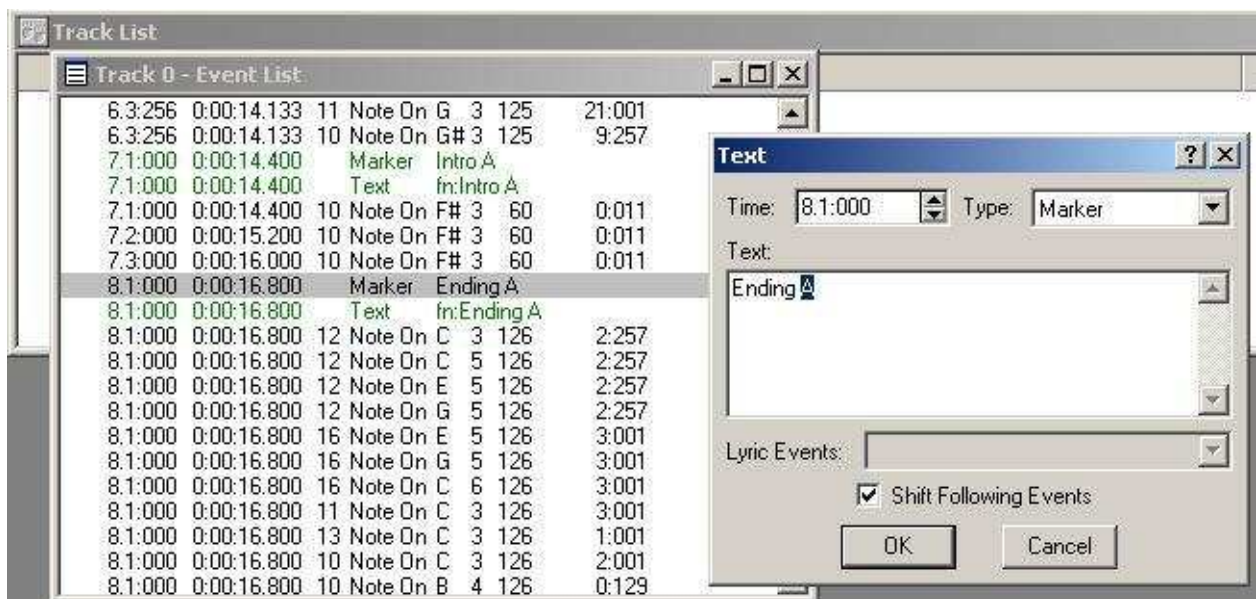 Track List
Track 0 - Event List
6.3:256 0:00:14.133 11 Note On G 3 125 21:001
6.3:256 0:00:14.133 10 Note On G# 3 125 9:257
7.1:000 0:00:14.400 Marker Intro A
7.1:000 0:00:14.400 Text fn:Intro A
7.1:000 0:00:14.400 10 Note On F# 3 60 0:011
7.2:000 0:00:15.200 10 Note On F# 3 60 0:011
7.3:000 0:00:16.000 10 Note On F# 3 60 0:011
8.1:000 0:00:16.800 Marker Ending A
8.1:000 0:00:16.800 Text fn:Ending A
8.1:000 0:00:16.800 12 Note On C 3 126 2:257
8.1:000 0:00:16.800 12 Note On C 5 126 2:257
8.1:000 0:00:16.800 12 Note On E 5 126 2:257
8.1:000 0:00:16.800 12 Note On G 5 126 2:257
8.1:000 0:00:16.800 16 Note On E 5 126 3:001
8.1:000 0:00:16.800 16 Note On G 5 126 3:001
8.1:000 0:00:16.800 16 Note On C 6 126 3:001
8.1:000 0:00:16.800 11 Note On C 3 126 3:001
8.1:000 0:00:16.800 13 Note On C 3 126 1:001
8.1:000 0:00:16.800 10 Note On C 3 126 2:001
8.1:000 0:00:16.800 10 Note On B 4 126 0:129
Text
Time: 8.1:000 Type: Marker
Text:
Ending A
Lyric Events:
Shift Following Events
OK Cancel